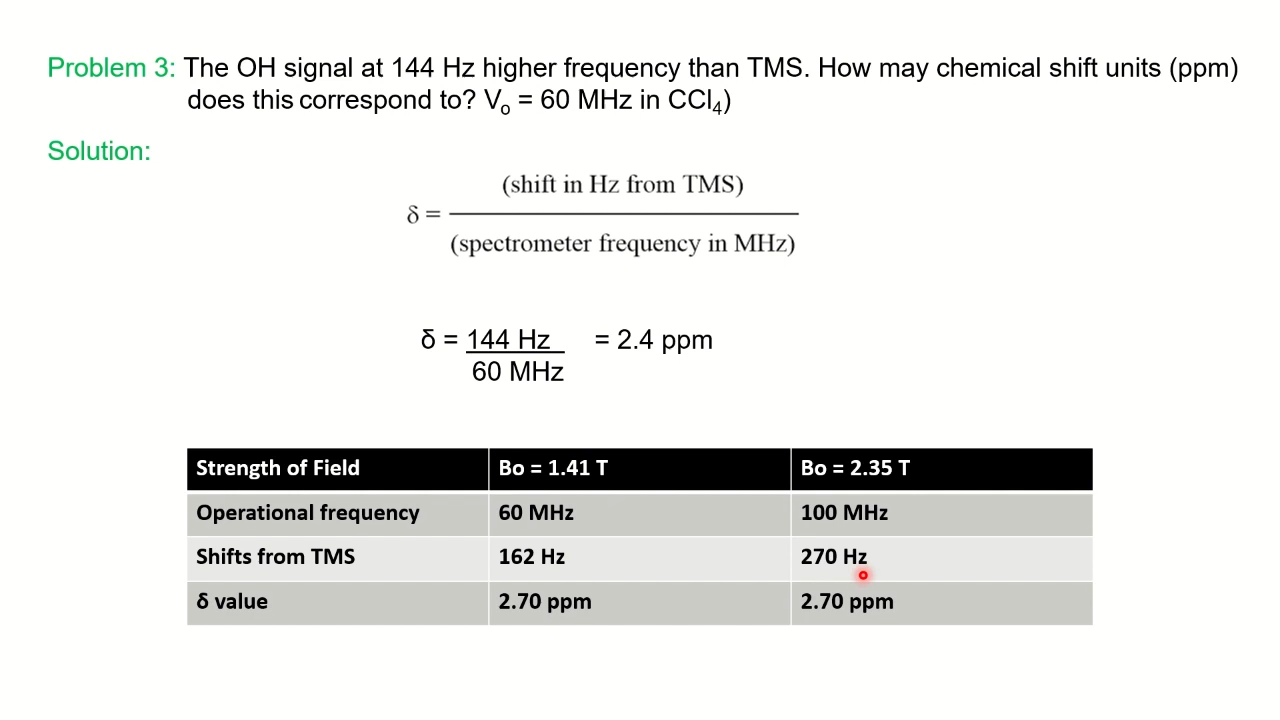 Problem 3: The OH signal at 144 Hz higher frequency than TMS. How may chemical shift units (ppm)
does this correspond to? Vo = 60 MHz in CCl4)
Solution:
(shift in Hz from TMS)
δ =
(spectrometer frequency in MHz)
δ = 144 Hz = 2.4 ppm
60 MHz
Strength of Field Bo = 1.41 T Bo = 2.35 T
Operational frequency 60 MHz 100 MHz
Shifts from TMS 162 Hz 270 Hz
δ value 2.70 ppm 2.70 ppm